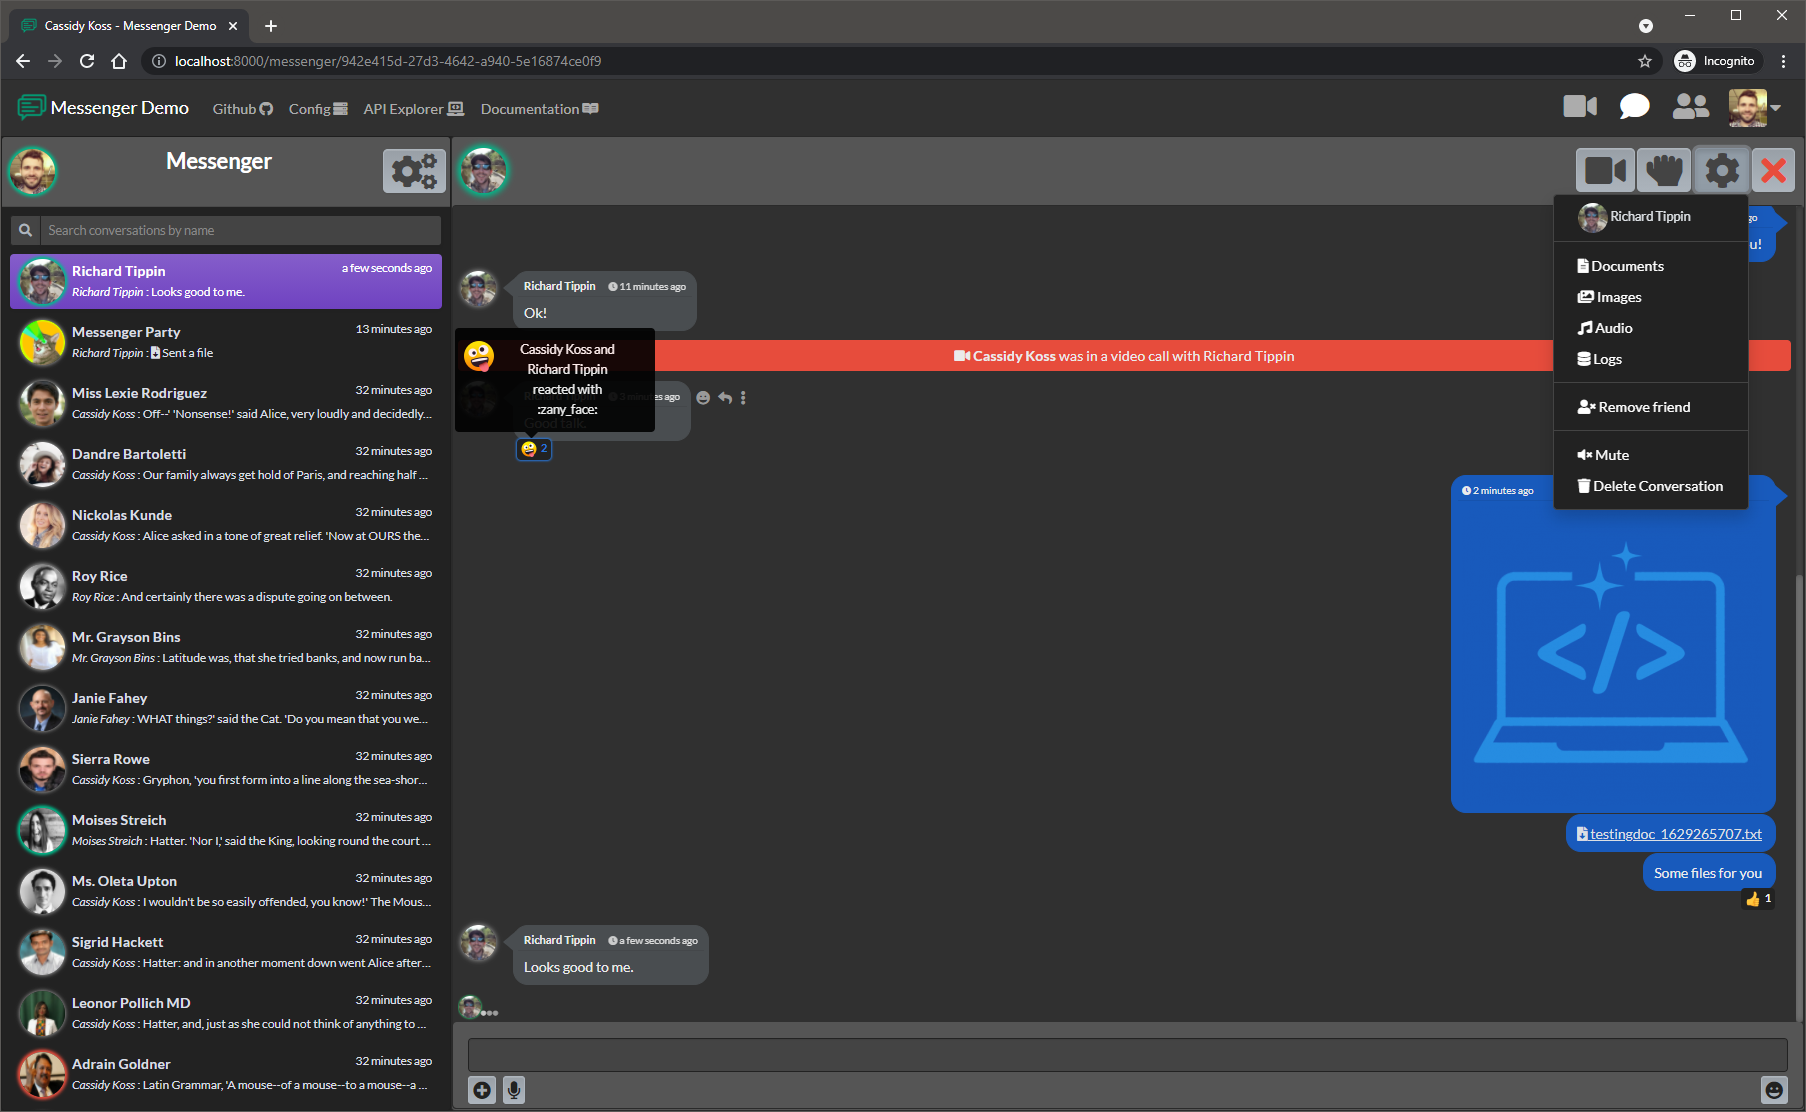 Cassidy Koss - Messenger Demo
localhost:8000/messenger/942e415d-27d3-4642-a940-5e16874ce0f9
Incognito
Messenger Demo
Github
Config
API Explorer
Documentation
Messenger
Search conversations by name
Richard Tippin
a few seconds ago
Richard Tippin : Looks good to me.
Messenger Party
13 minutes ago
Richard Tippin : Sent a file
Miss Lexie Rodriguez
32 minutes ago
Cassidy Koss : Off--' 'Nonsense!' said Alice, very loudly and decidedly...
Dandre Bartoletti
32 minutes ago
Cassidy Koss : Our family always get hold of Paris, and reaching half ...
Nickolas Kunde
32 minutes ago
Cassidy Koss : Alice asked in a tone of great relief. 'Now at OURS the...
Roy Rice
32 minutes ago
Roy Rice : And certainly there was a dispute going on between.
Mr. Grayson Bins
32 minutes ago
Mr. Grayson Bins : Latitude was, that she tried banks, and now run ba...
Janie Fahey
32 minutes ago
Janie Fahey : WHAT things?' said the Cat. 'Do you mean that you we...
Sierra Rowe
32 minutes ago
Cassidy Koss : Gryphon, 'you first form into a line along the sea-shor...
Moises Streich
32 minutes ago
Moises Streich : Hatter. 'Nor I,' said the King, looking round the court ...
Ms. Oleta Upton
32 minutes ago
Cassidy Koss : I wouldn't be so easily offended, you know!' The Mous...
Sigrid Hackett
32 minutes ago
Cassidy Koss : Hatter: and in another moment down went Alice after...
Leonor Pollich MD
32 minutes ago
Cassidy Koss : Hatter, and, just as she could not think of anything to ...
Adrain Goldner
32 minutes ago
Cassidy Koss : Latin Grammar, 'A mouse--of a mouse--to a mouse--a ...
go
u!
Richard Tippin 11 minutes ago
Ok!
Cassidy Koss was in a video call with Richard Tippin
Cassidy Koss and
Richard Tippin
reacted with
:zany_face:
Richard Tippin 3 minutes ago
Good talk.
2
2 minutes ago
</>
testingdoc_1629265707.txt
Some files for you
1
Richard Tippin a few seconds ago
Looks good to me.
Richard Tippin
Documents
Images
Audio
Logs
Remove friend
Mute
Delete Conversation